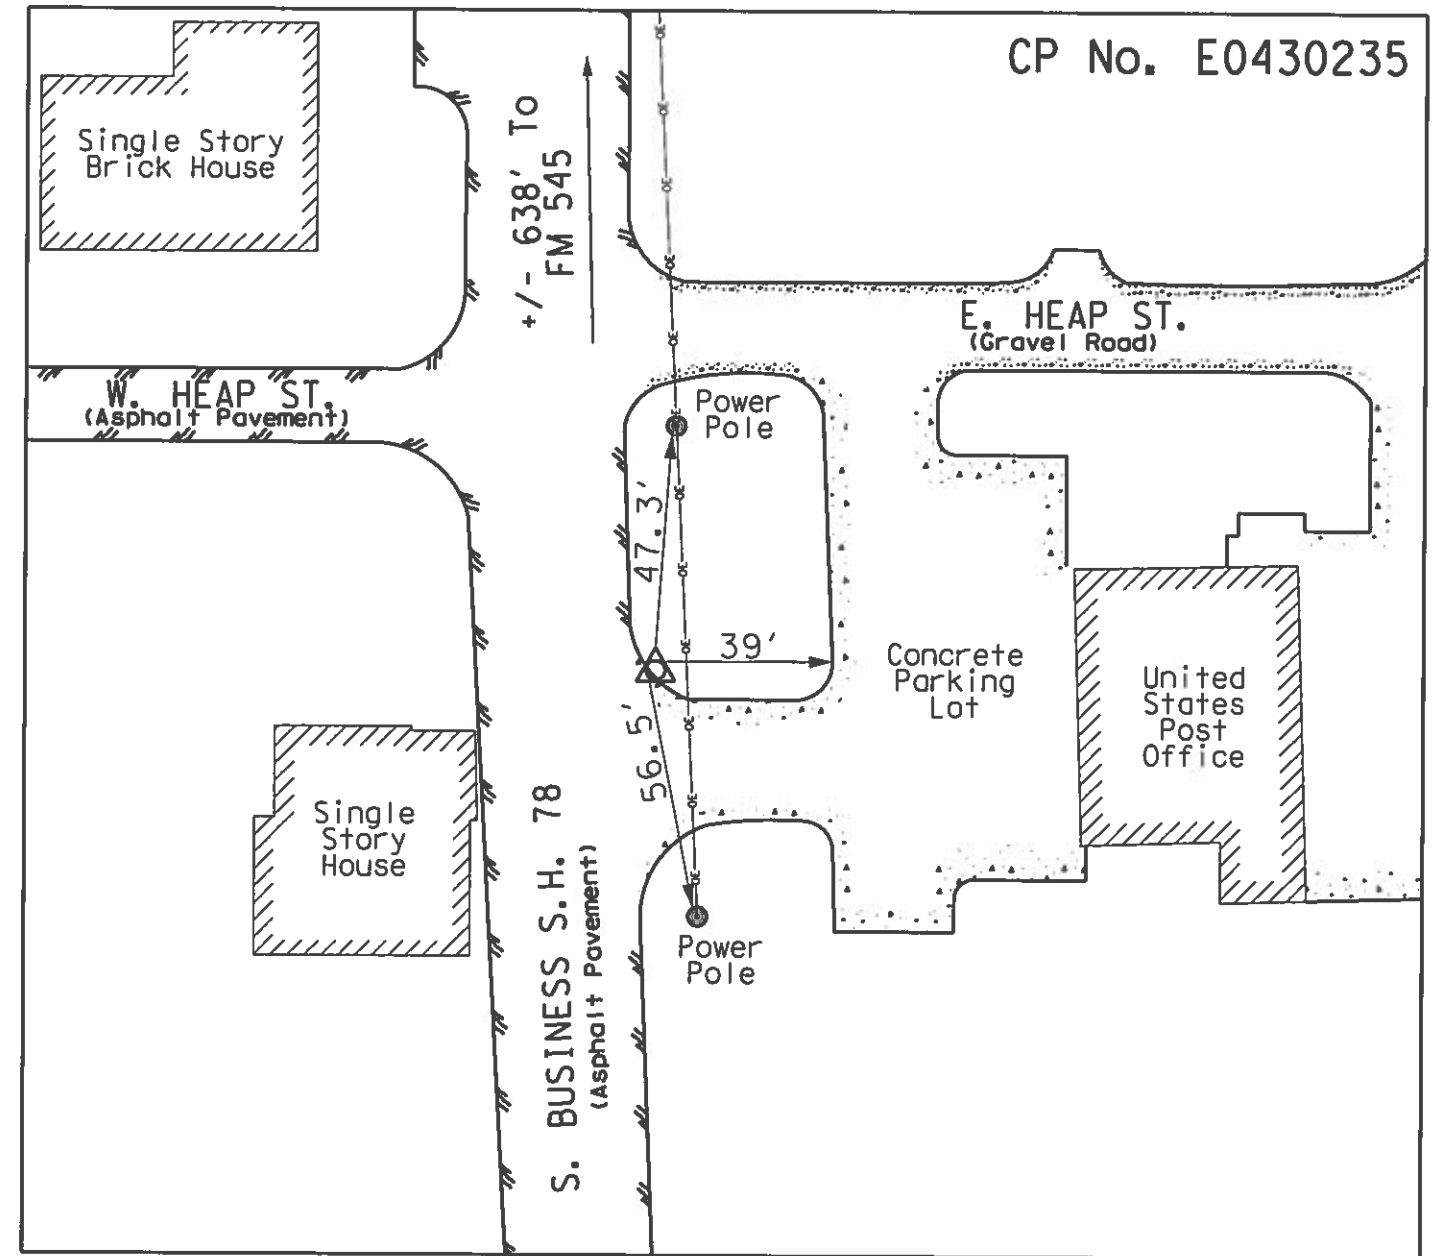 CP No. E0430235
Single Story
Brick House
+/- 638' To
FM 545
E. HEAP ST.
(Gravel Road)
W. HEAP ST.
(Asphalt Pavement)
Power
Pole
47.3'
39'
Concrete
Parking
Lot
United
States
Post
Office
56.5'
Single
Story
House
S. BUSINESS S.H. 78
(Asphalt Pavement)
Power
Pole